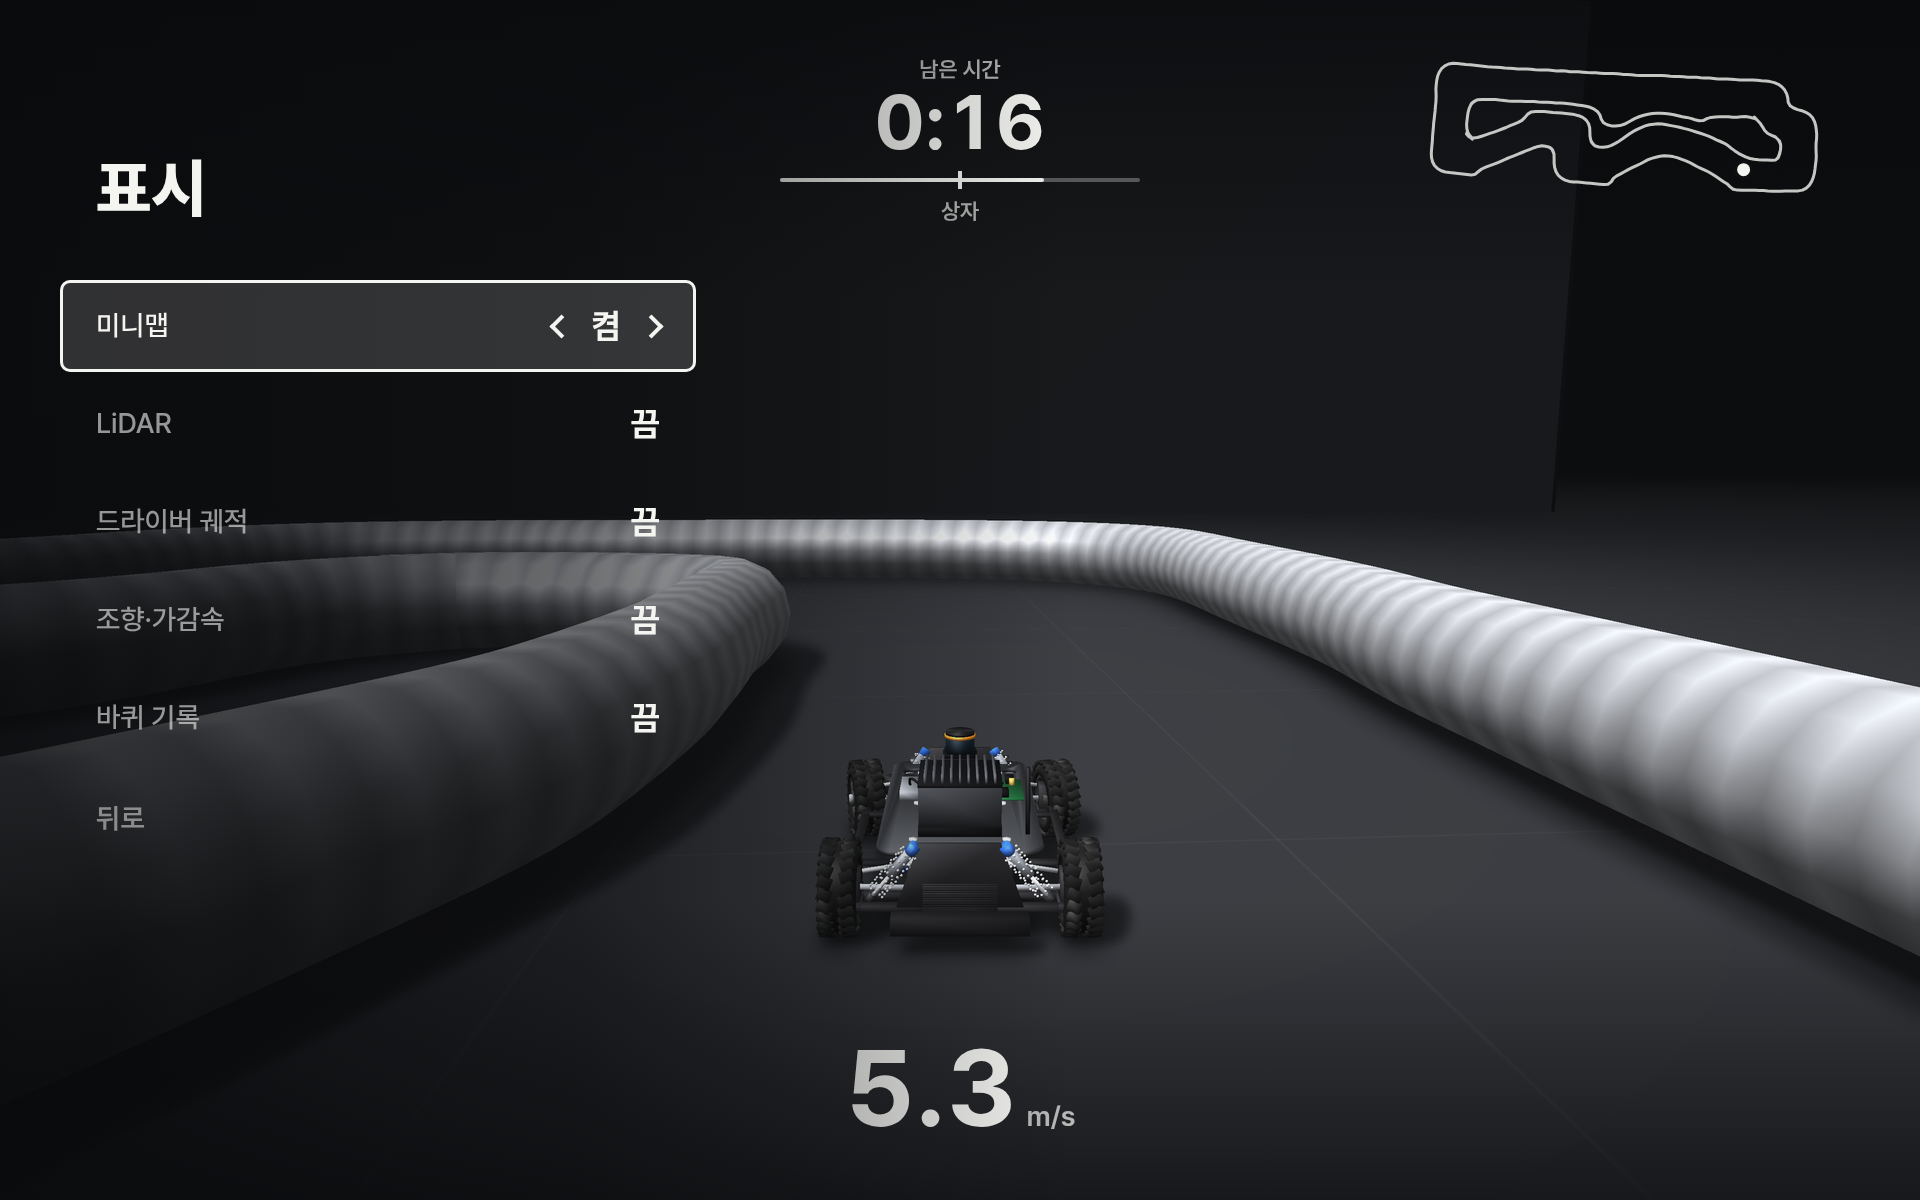 남은 시간
0:16
상자
표시
미니맵 켬
LiDAR 끔
드라이버 궤적 끔
조향·가감속 끔
바퀴 기록 끔
뒤로
5.3 m/s